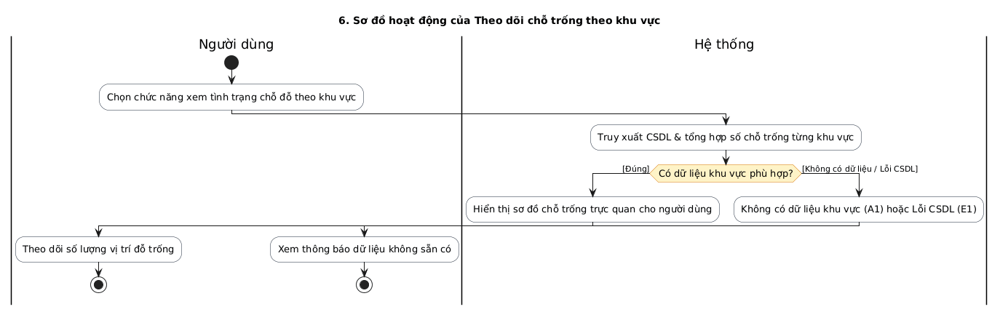 6. Sơ đồ hoạt động của Theo dõi chỗ trống theo khu vực
Người dùng
Hệ thống
Chọn chức năng xem tình trạng chỗ đỗ theo khu vực
Truy xuất CSDL & tổng hợp số chỗ trống từng khu vực
[Đúng]
Có dữ liệu khu vực phù hợp?
[Không có dữ liệu / Lỗi CSDL]
Hiển thị sơ đồ chỗ trống trực quan cho người dùng
Không có dữ liệu khu vực (A1) hoặc Lỗi CSDL (E1)
Theo dõi số lượng vị trí đỗ trống
Xem thông báo dữ liệu không sẵn có